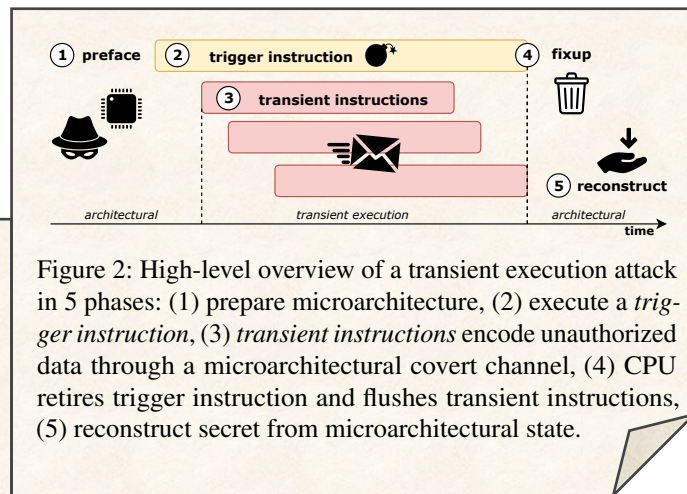 1 preface 2 trigger instruction 4 fixup
3 transient instructions
5 reconstruct
architectural transient execution architectural
time
Figure 2: High-level overview of a transient execution attack
in 5 phases: (1) prepare microarchitecture, (2) execute a trig-
ger instruction, (3) transient instructions encode unauthorized
data through a microarchitectural covert channel, (4) CPU
retires trigger instruction and flushes transient instructions,
(5) reconstruct secret from microarchitectural state.